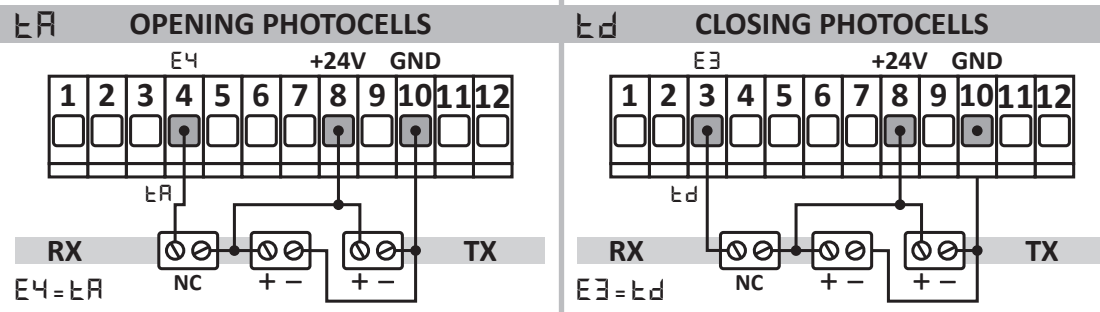 tA OPENING PHOTOCELLS
E4 +24V GND
1 2 3 4 5 6 7 8 9 10 11 12
tA
RX TX
NC + − + −
E4=tA
td CLOSING PHOTOCELLS
E3 +24V GND
1 2 3 4 5 6 7 8 9 10 11 12
td
RX TX
NC + − + −
E3=td